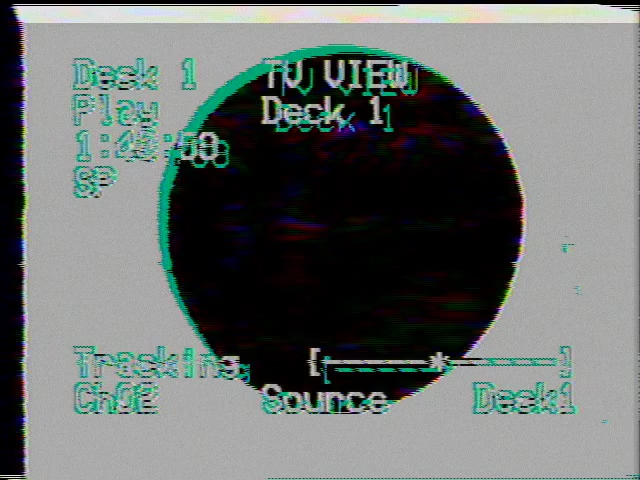 Deck 1 TV VIEW
Play Deck 1
SP
Tracking [-----*-----]
Ch02 Source Deck1